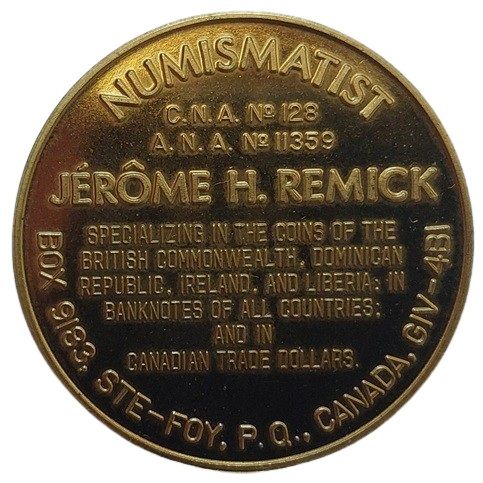 NUMISMATIST
C.N.A. Nº 128
A.N.A. Nº 11359
JÉRÔME H. REMICK
SPECIALIZING IN THE COINS OF THE
BRITISH COMMONWEALTH, DOMINICAN
REPUBLIC, IRELAND, AND LIBERIA; IN
BANKNOTES OF ALL COUNTRIES;
AND IN
CANADIAN TRADE DOLLARS.
BOX 9183, STE-FOY, P.Q., CANADA, G1V-4B1